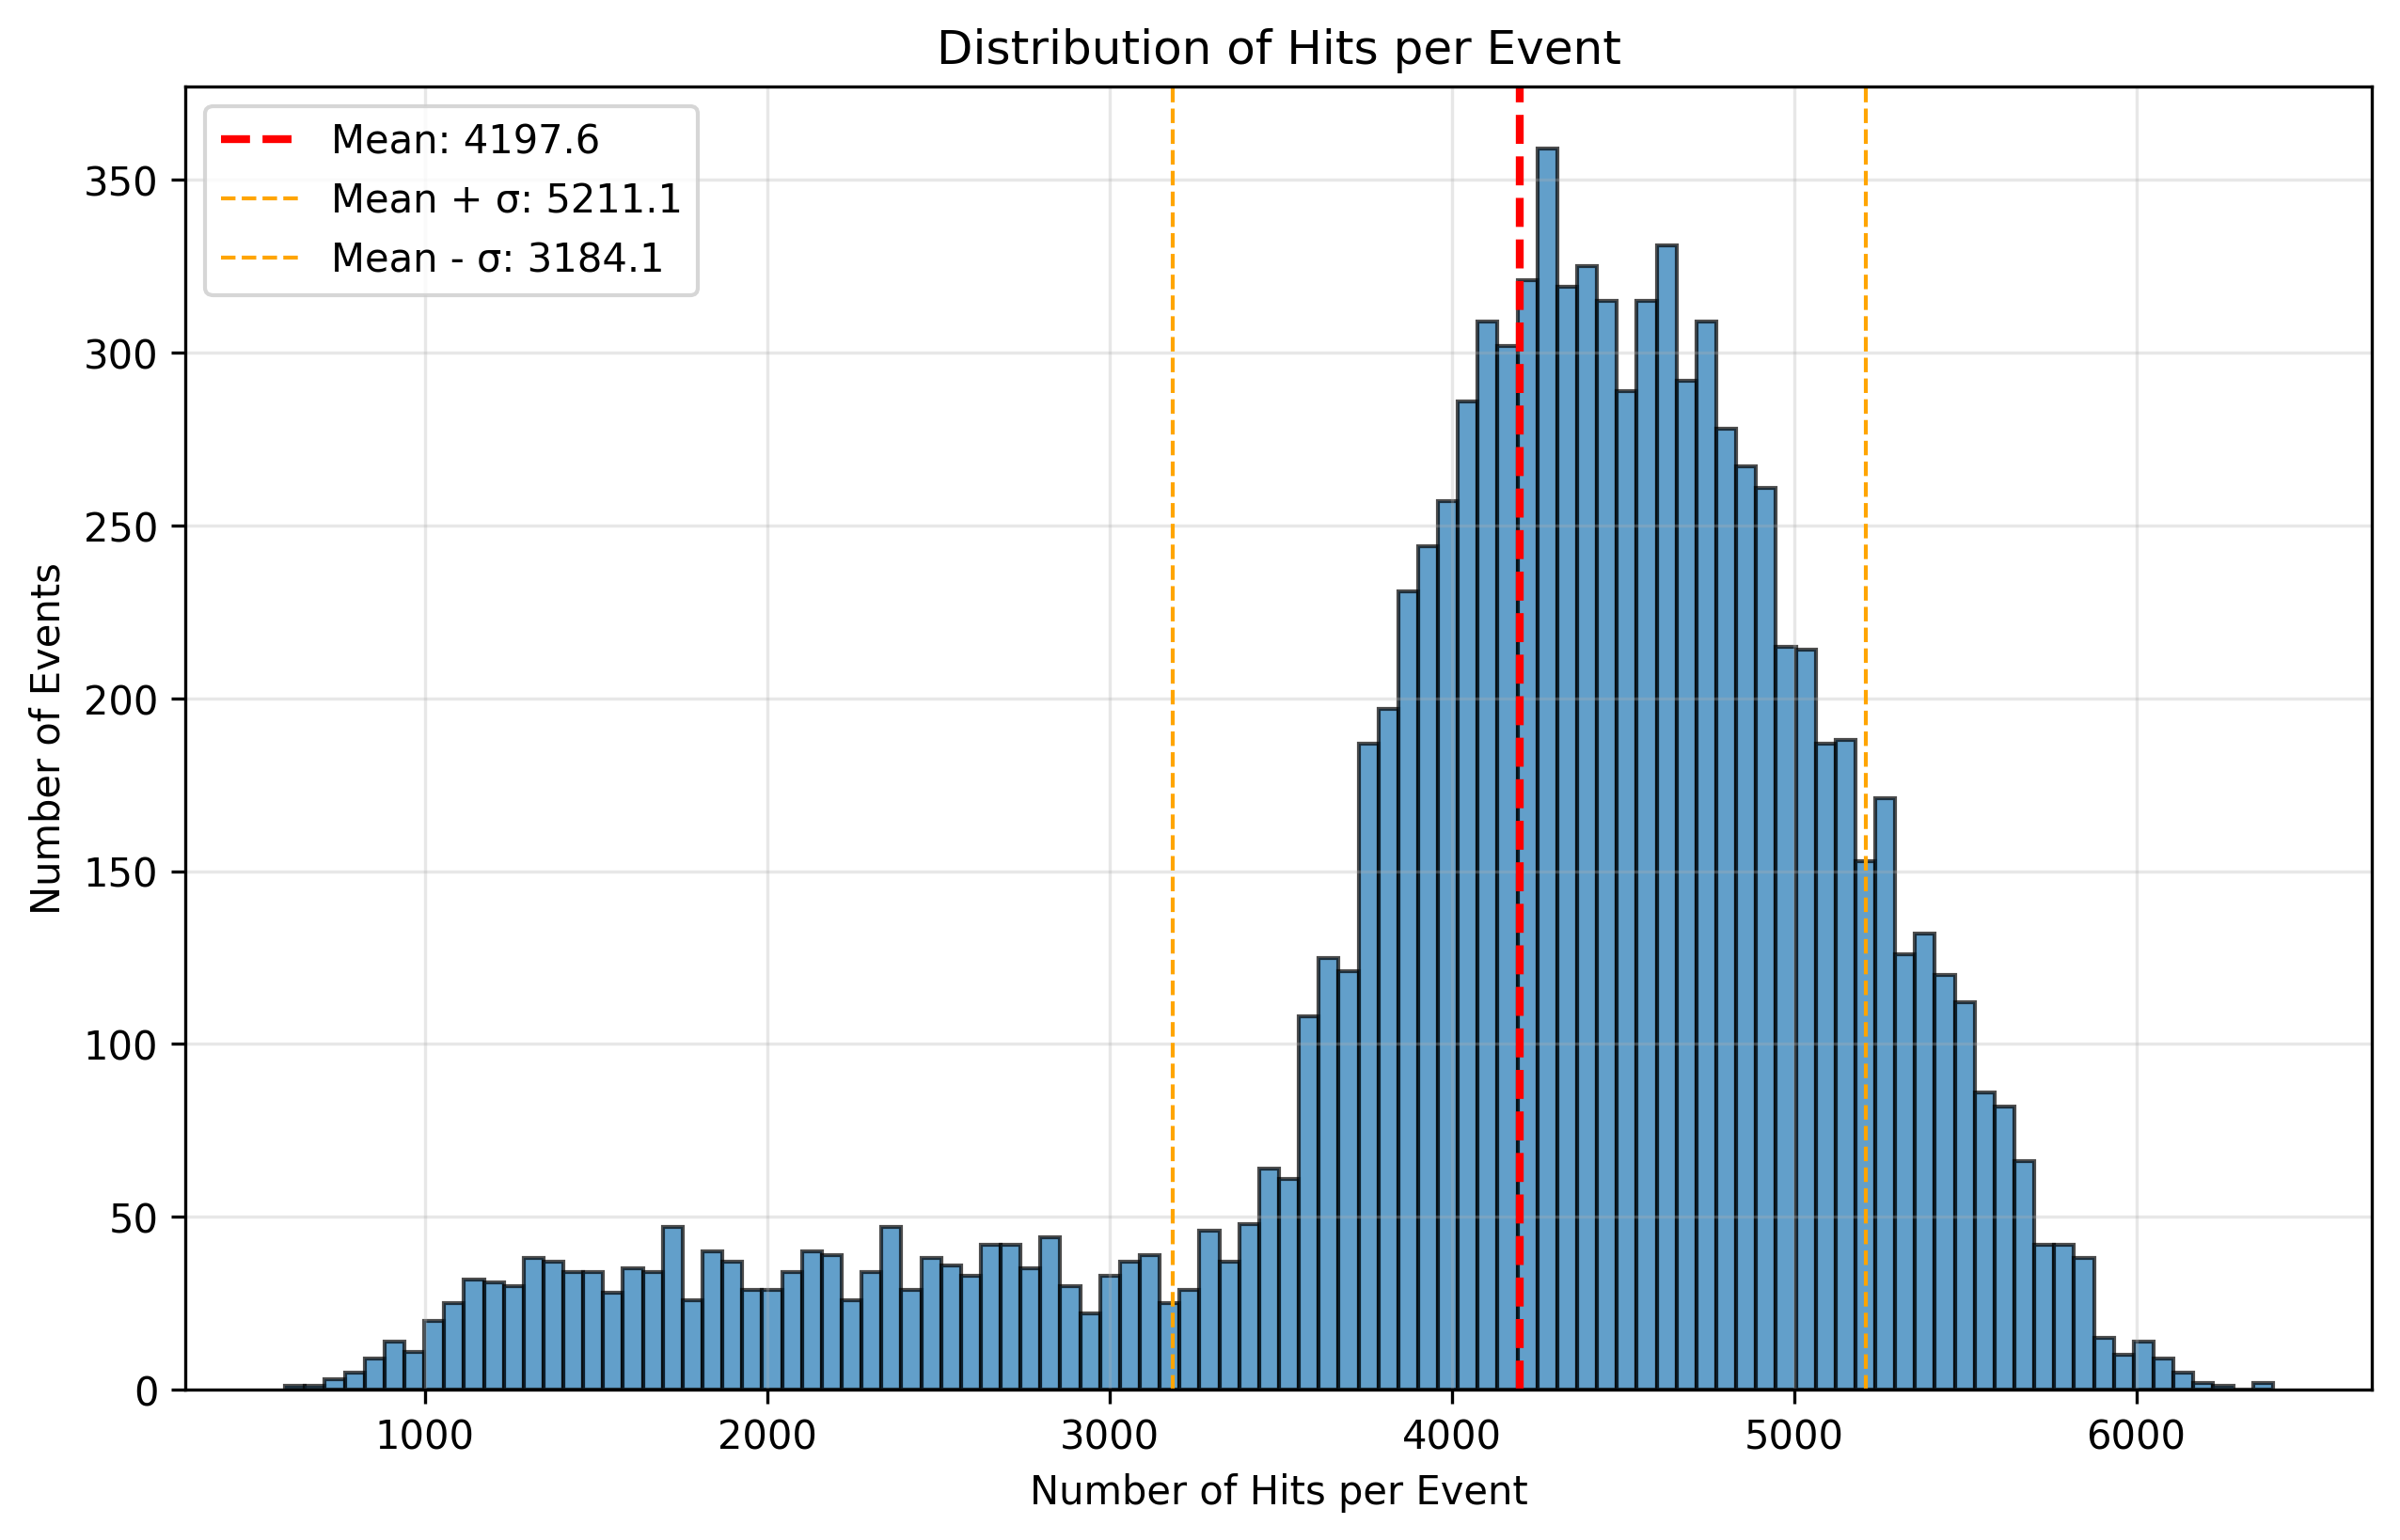 Distribution of Hits per Event
Mean: 4197.6
Mean + σ: 5211.1
Mean - σ: 3184.1
350
300
250
200
150
100
50
0
Number of Events
1000 2000 3000 4000 5000 6000
Number of Hits per Event